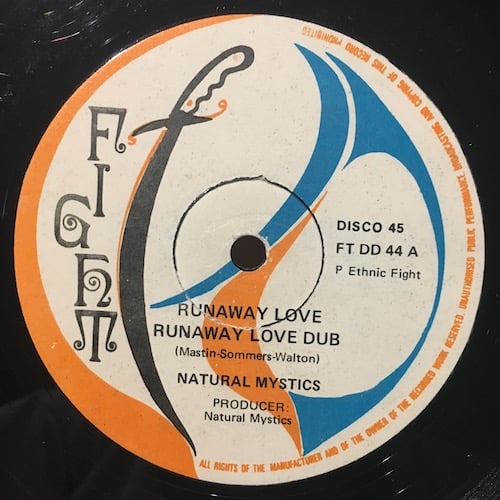 FIGHT
DISCO 45
FT DD 44 A
P Ethnic Fight
RUNAWAY LOVE
RUNAWAY LOVE DUB
(Mastin-Sommers-Walton)
NATURAL MYSTICS
PRODUCER:
Natural Mystics
ALL RIGHTS OF THE MANUFACTURER AND OF THE OWNER OF THE RECORDED WORK RESERVED. UNAUTHORISED PUBLIC PERFORMANCE, BROADCASTING AND COPYING OF THIS RECORD PROHIBITED